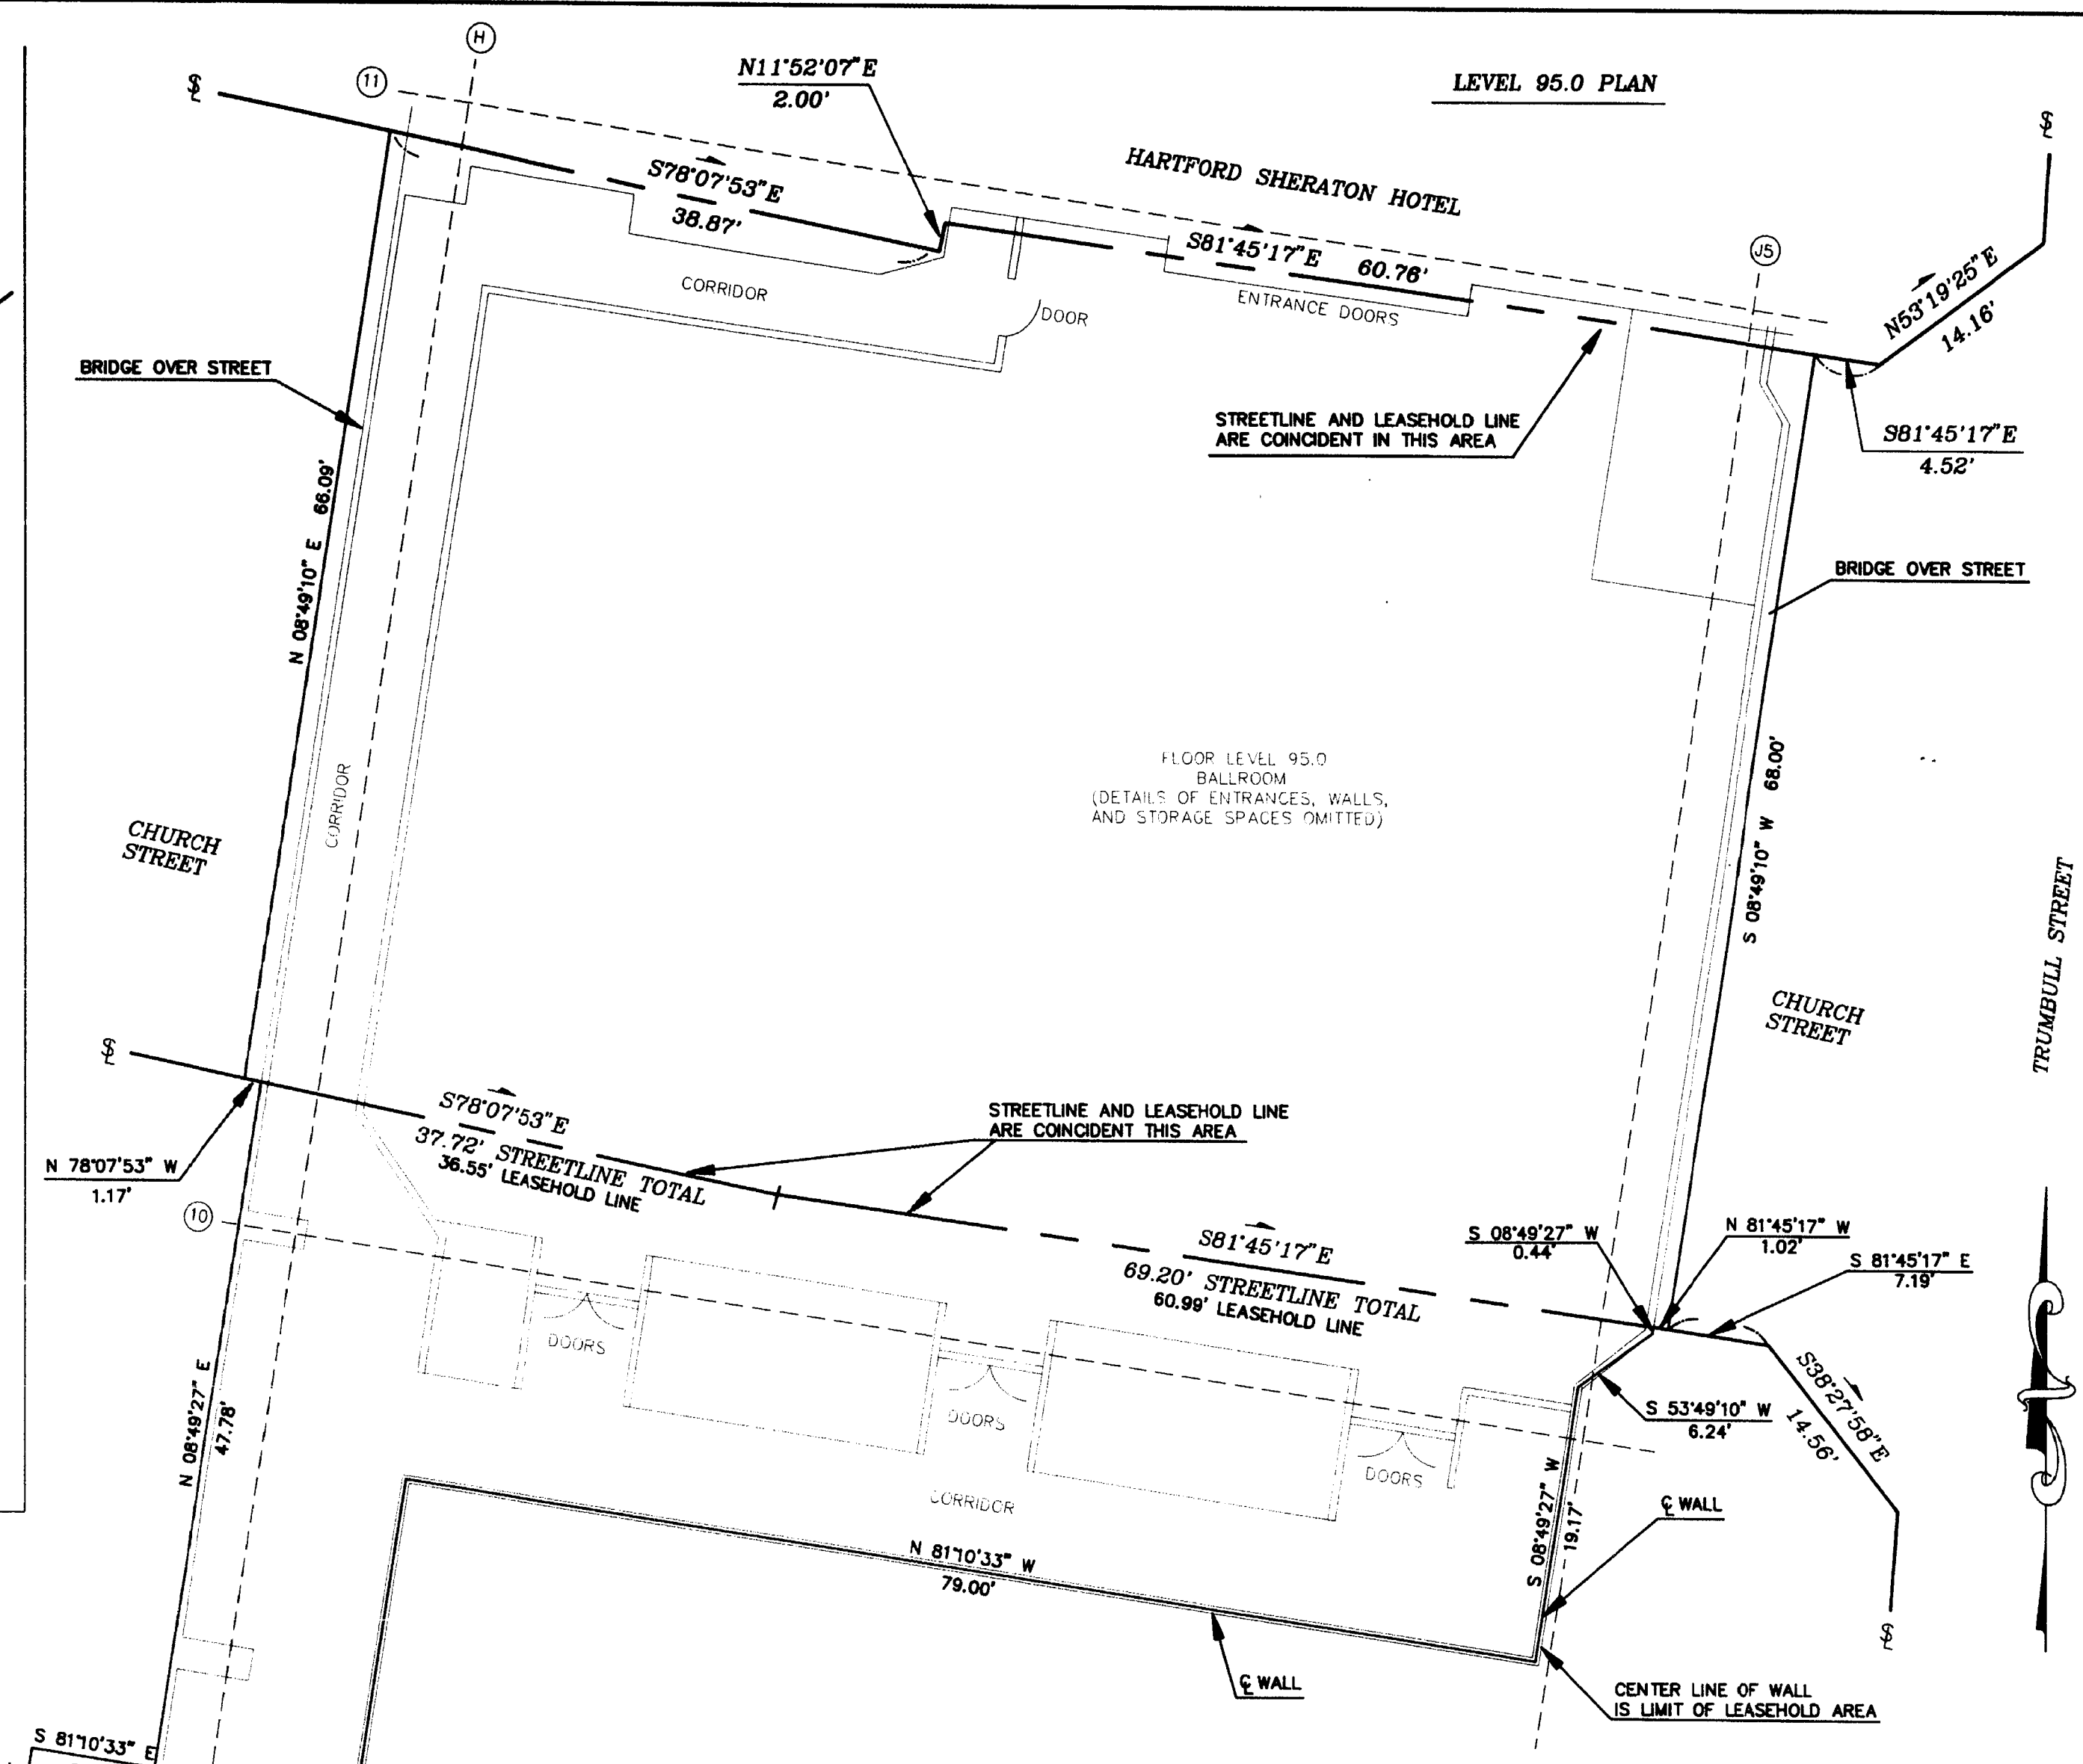 H
11
N11°52'07"E
2.00'
LEVEL 95.0 PLAN
HARTFORD SHERATON HOTEL
S78°07'53"E
38.87'
S81°45'17"E 60.76'
J5
N53°19'25"E
14.16'
CORRIDOR
DOOR
ENTRANCE DOORS
BRIDGE OVER STREET
STREETLINE AND LEASEHOLD LINE
ARE COINCIDENT IN THIS AREA
S81°45'17"E
4.52'
N 08°49'10" E 66.09'
BRIDGE OVER STREET
FLOOR LEVEL 95.0
BALLROOM
(DETAILS OF ENTRANCES, WALLS,
AND STORAGE SPACES OMITTED)
CORRIDOR
CHURCH
STREET
S 08°49'10" W 68.00'
CHURCH
STREET
TRUMBULL STREET
S78°07'53"E
37.72' STREETLINE TOTAL
36.55' LEASEHOLD LINE
STREETLINE AND LEASEHOLD LINE
ARE COINCIDENT THIS AREA
N 78°07'53" W
1.17'
10
S81°45'17"E
69.20' STREETLINE TOTAL
60.99' LEASEHOLD LINE
S 08°49'27" W
0.44'
N 81°45'17" W
1.02'
S 81°45'17" E
7.19'
DOORS
DOORS
DOORS
S38°27'58"E
14.56'
S 53°49'10" W
6.24'
N 08°49'27" E
47.78'
CORRIDOR
S 08°49'27" W
19.17'
℄ WALL
N 81°10'33" W
79.00'
℄ WALL
CENTER LINE OF WALL
IS LIMIT OF LEASEHOLD AREA
S 81°10'33" E